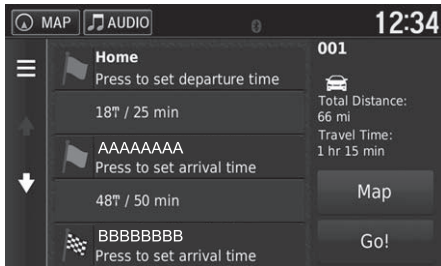 MAP AUDIO 12:34
Home
Press to set departure time
18₥ / 25 min
AAAAAAAA
Press to set arrival time
48₥ / 50 min
BBBBBBBB
Press to set arrival time
001
Total Distance:
66 mi
Travel Time:
1 hr 15 min
Map
Go!